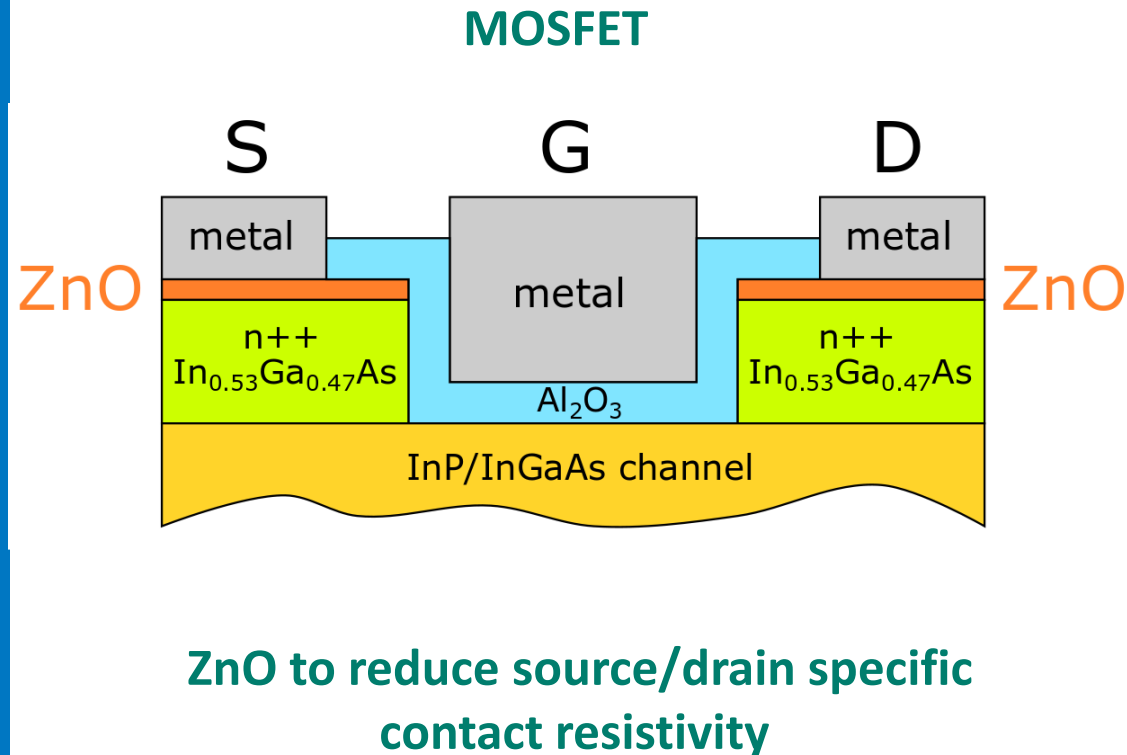 MOSFET
S G D
metal metal
ZnO metal ZnO
n++ n++
In₀.₅₃Ga₀.₄₇As In₀.₅₃Ga₀.₄₇As
Al₂O₃
InP/InGaAs channel
ZnO to reduce source/drain specific
contact resistivity